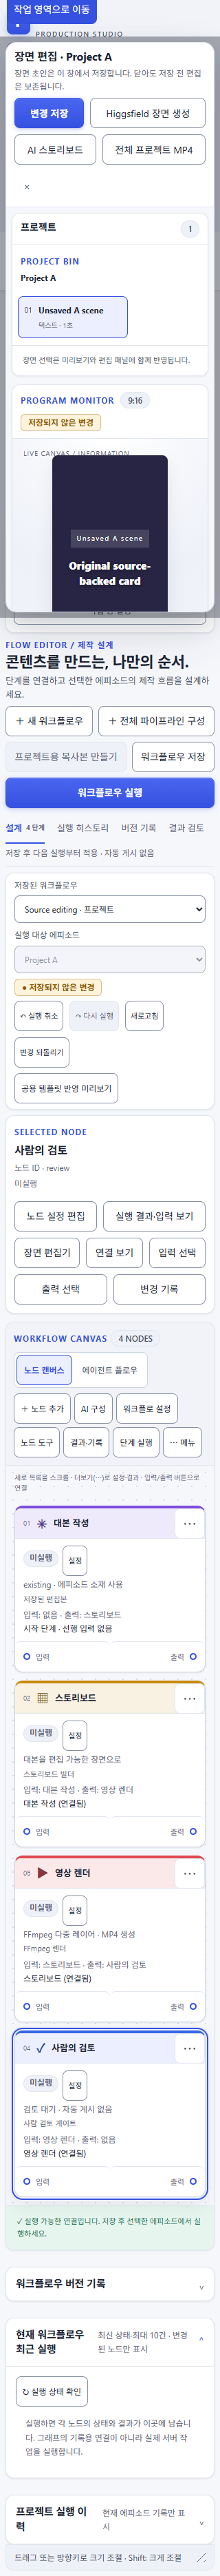 작업 영역으로 이동
PRODUCTION STUDIO
장면 편집 · Project A
장면 초안은 이 창에서 저장합니다. 닫아도 저장 전 편집
은 보존됩니다.
변경 저장
Higgsfield 장면 생성
AI 스토리보드
전체 프로젝트 MP4
×
프로젝트
1
PROJECT BIN
Project A
01 Unsaved A scene
텍스트 · 1초
장면 선택은 미리보기와 편집 패널에 함께 반영됩니다.
PROGRAM MONITOR
9:16
저장되지 않은 변경
LIVE CANVAS / INFORMATION
Unsaved A scene
Original source-
backed card
FLOW EDITOR / 제작 설계
콘텐츠를 만드는, 나만의 순서.
단계를 연결하고 선택한 에피소드의 제작 흐름을 설계하
세요.
＋ 새 워크플로우
＋ 전체 파이프라인 구성
프로젝트용 복사본 만들기
워크플로우 저장
워크플로우 실행
설계 4 단계
실행 히스토리
버전 기록
결과 검토
저장 후 다음 실행부터 적용 · 자동 게시 없음
저장된 워크플로우
Source editing · 프로젝트
실행 대상 에피소드
Project A
● 저장되지 않은 변경
↶ 실행 취소
↷ 다시 실행
새로고침
변경 되돌리기
공용 템플릿 반영 미리보기
SELECTED NODE
사람의 검토
노드 ID · review
미실행
노드 설정 편집
실행 결과·입력 보기
장면 편집기
연결 보기
입력 선택
출력 선택
변경 기록
WORKFLOW CANVAS
4 NODES
노드 캔버스
에이전트 플로우
＋ 노드 추가
AI 구성
워크플로 설정
노드 도구
결과·기록
단계 실행
⋯ 메뉴
세로 목록을 스크롤 · 더보기(⋯)로 설정·결과 · 입력/출력 버튼으로
연결
01 대본 작성
⋯
미실행
설정
existing · 에피소드 소재 사용
저장된 편집본
입력: 없음 · 출력: 스토리보드
시작 단계 · 선행 입력 없음
입력
출력
02 스토리보드
⋯
미실행
설정
대본을 편집 가능한 장면으로
스토리보드 빌더
입력: 대본 작성 · 출력: 영상 렌더
대본 작성 (연결됨)
입력
출력
03 영상 렌더
⋯
미실행
설정
FFmpeg 다중 레이어 · MP4 생성
FFmpeg 렌더
입력: 스토리보드 · 출력: 사람의 검토
스토리보드 (연결됨)
입력
출력
04 ✓ 사람의 검토
⋯
미실행
설정
검토 대기 · 자동 게시 없음
사람 검토 게이트
입력: 영상 렌더 · 출력: 없음
영상 렌더 (연결됨)
입력
출력
✓ 실행 가능한 연결입니다. 저장 후 선택한 에피소드에서 실
행하세요.
워크플로우 버전 기록
현재 워크플로우
최근 실행
최신 상태·최대 10건 · 변경
된 노드만 표시
↻ 실행 상태 확인
실행하면 각 노드의 상태와 결과가 이곳에 남습니
다. 그래프의 기록용 연결이 아니라 실제 서버 작
업을 실행합니다.
프로젝트 실행 이
력
현재 에피소드 기록만 표
시
드래그 또는 방향키로 크기 조절 · Shift: 크게 조절